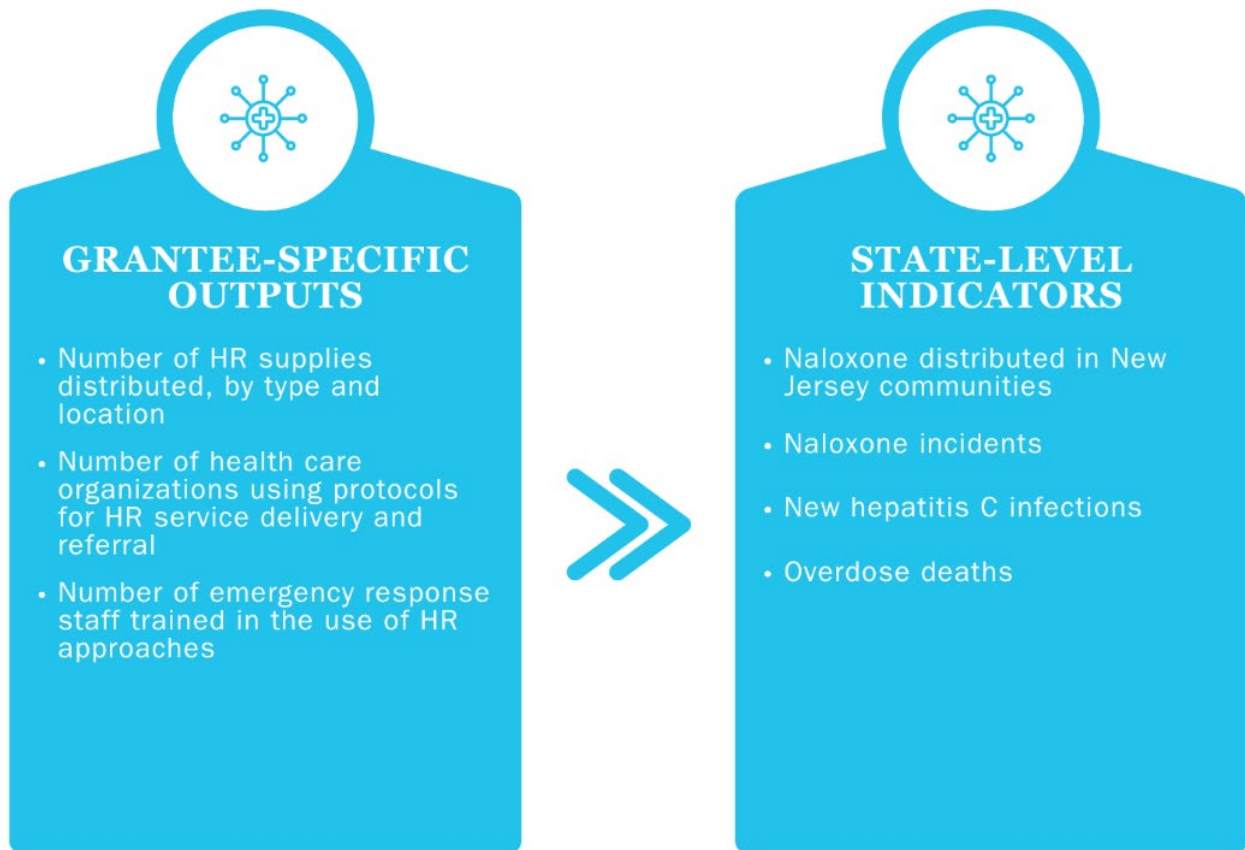 GRANTEE-SPECIFIC
OUTPUTS
• Number of HR supplies
distributed, by type and
location
• Number of health care
organizations using protocols
for HR service delivery and
referral
• Number of emergency response
staff trained in the use of HR
approaches
STATE-LEVEL
INDICATORS
• Naloxone distributed in New
Jersey communities
• Naloxone incidents
• New hepatitis C infections
• Overdose deaths